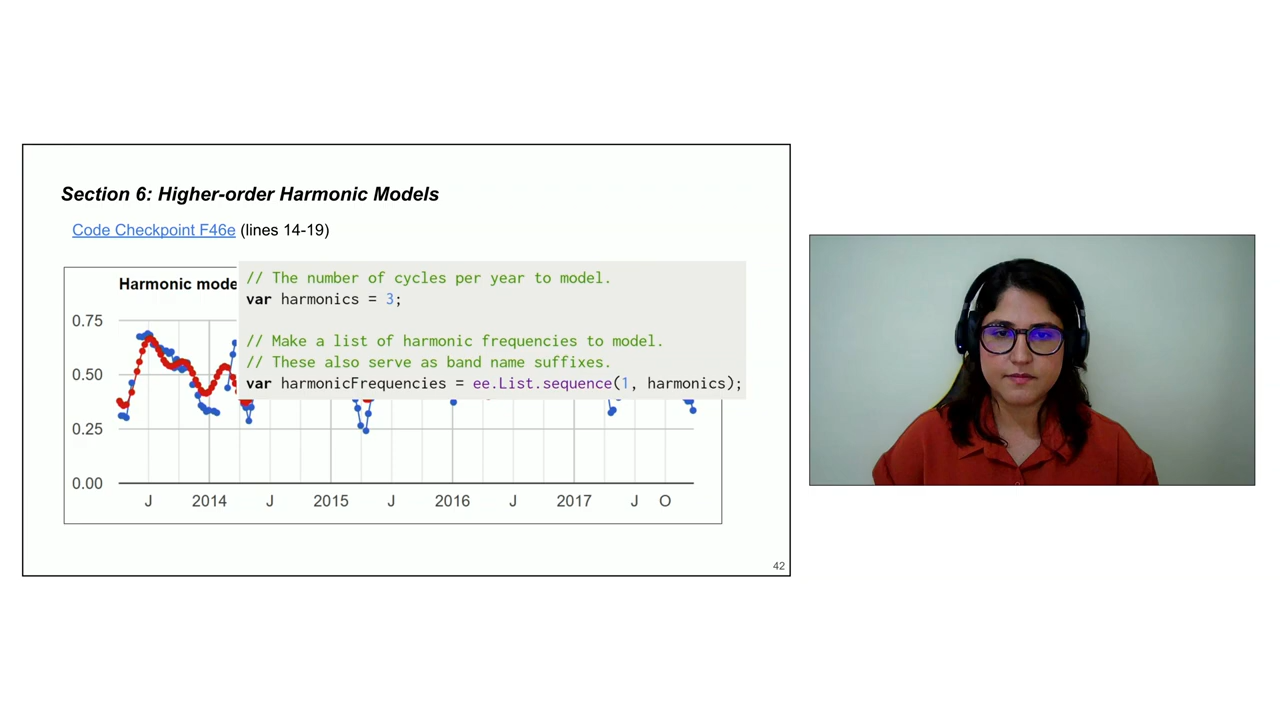 Section 6: Higher-order Harmonic Models
Code Checkpoint F46e (lines 14-19)
Harmonic mode
// The number of cycles per year to model.
var harmonics = 3;
// Make a list of harmonic frequencies to model.
// These also serve as band name suffixes.
var harmonicFrequencies = ee.List.sequence(1, harmonics);
0.75
0.50
0.25
0.00
J 2014 J 2015 J 2016 J 2017 J O
42